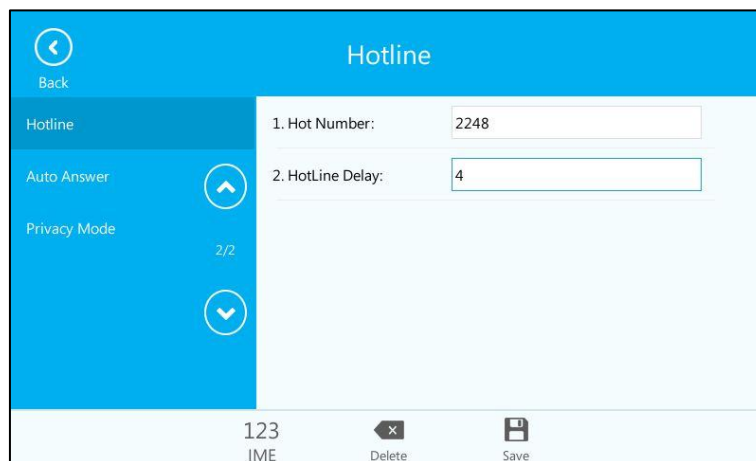 Hotline
Back
Hotline
1. Hot Number: 2248
Auto Answer
2. HotLine Delay: 4
Privacy Mode
2/2
123
IME
Delete
Save